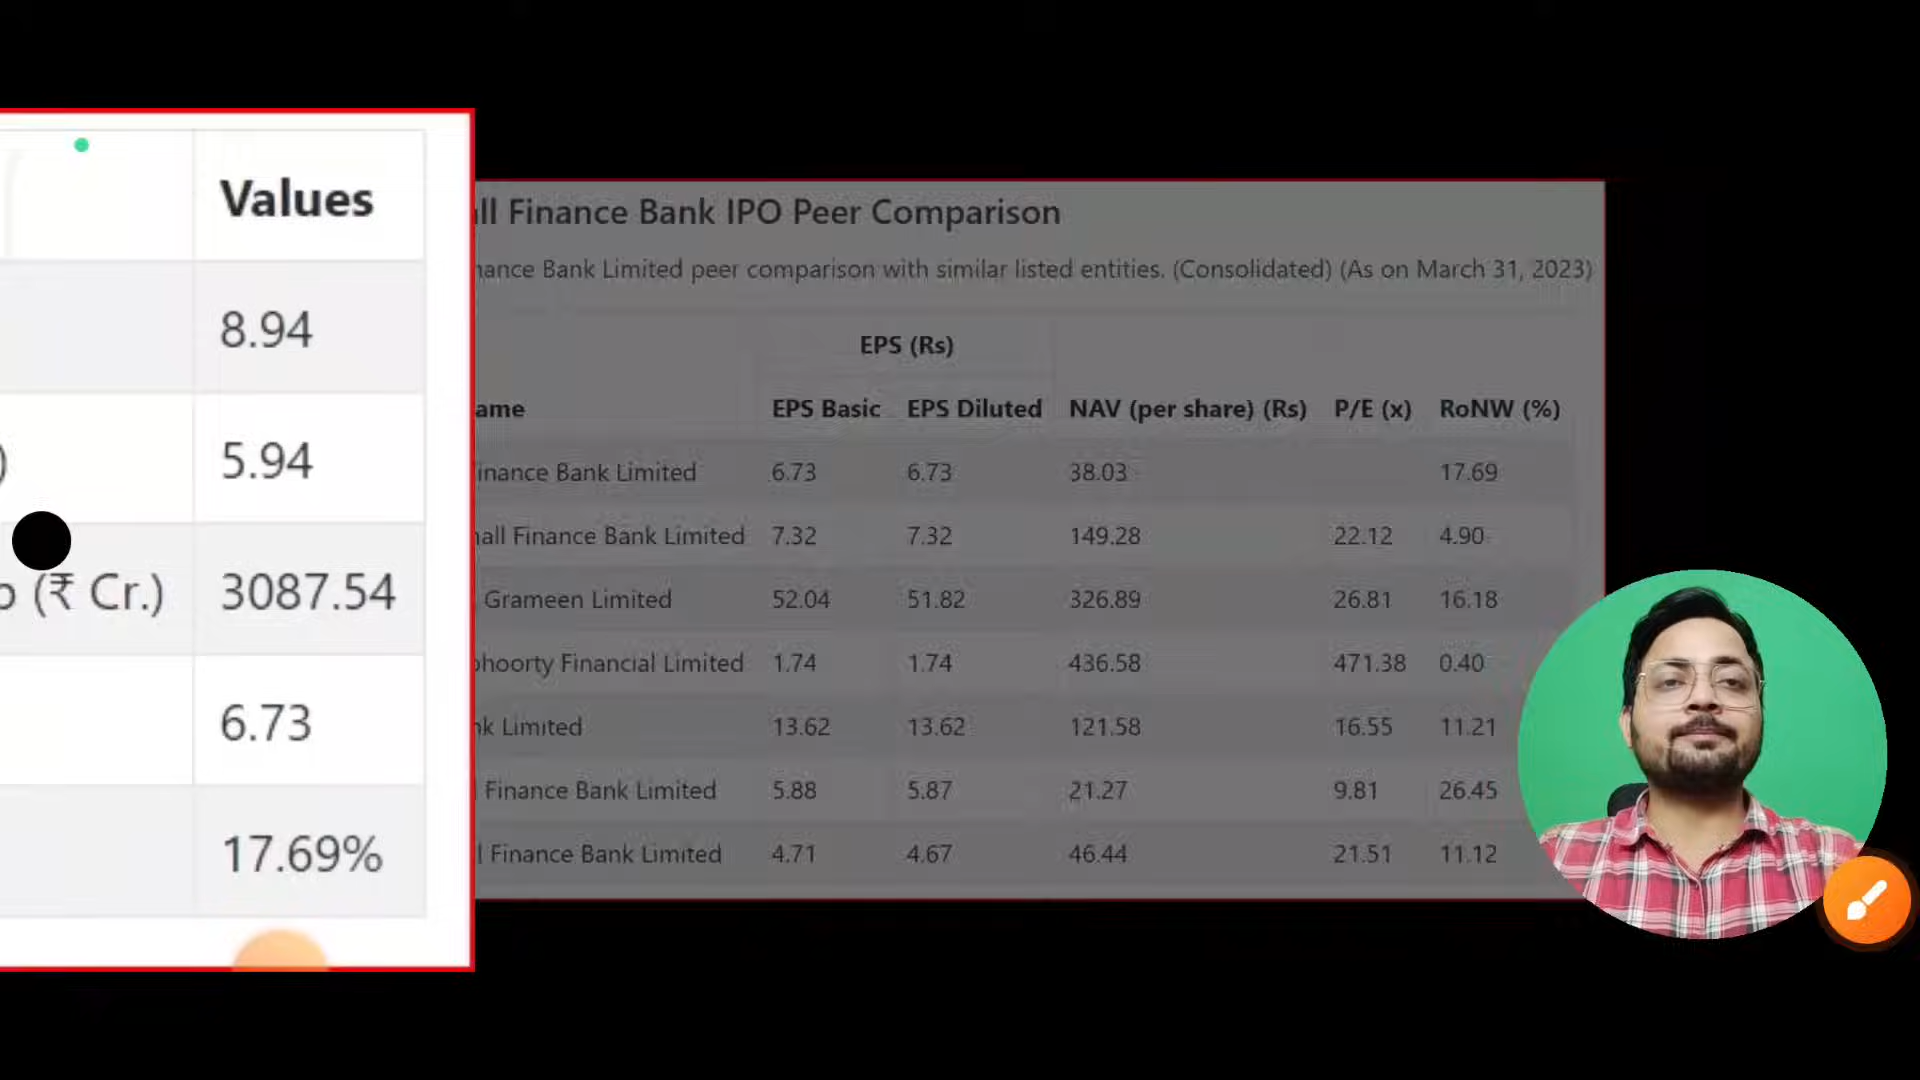 Values
8.94
5.94
(₹ Cr.) 3087.54
6.73
17.69%
Finance Bank IPO Peer Comparison
Bank Limited peer comparison with similar listed entities. (Consolidated) (As on March 31, 2023)
EPS (Rs)
EPS Basic EPS Diluted NAV (per share) (Rs) P/E (x) RoNW (%)
Bank Limited 6.73 6.73 38.03 17.69
Finance Bank Limited 7.32 7.32 149.28 22.12 4.90
Grameen Limited 52.04 51.82 326.89 26.81 16.18
Financial Limited 1.74 1.74 436.58 471.38 0.40
Limited 13.62 13.62 121.58 16.55 11.21
Finance Bank Limited 5.88 5.87 21.27 9.81 26.45
Finance Bank Limited 4.71 4.67 46.44 21.51 11.12